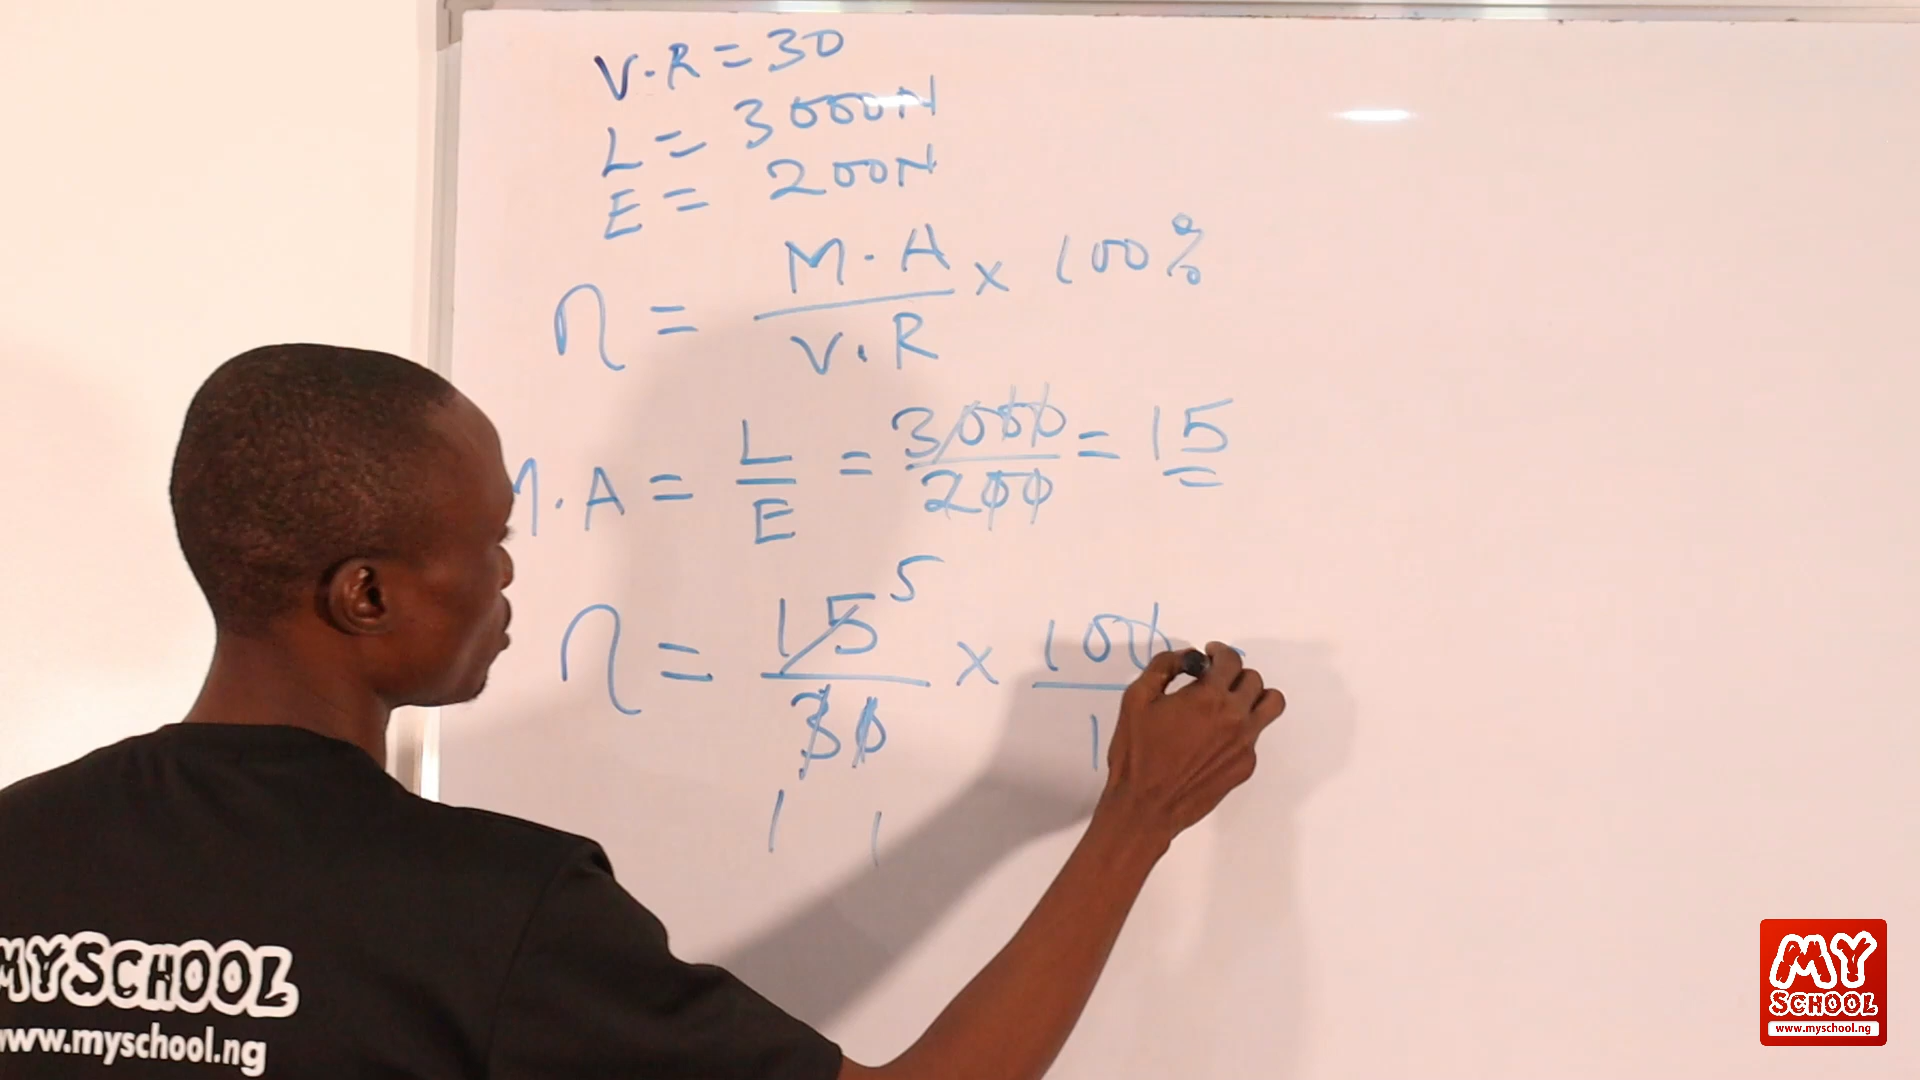 V.R = 30
L = 3000N
E = 200N
η = M.A / V.R × 100%
M.A = L / E = 3000 / 200 = 15
η = 15 5 / 30 × 100 / 1
1 1
MYSCHOOL
www.myschool.ng
MY
SCHOOL
www.myschool.ng